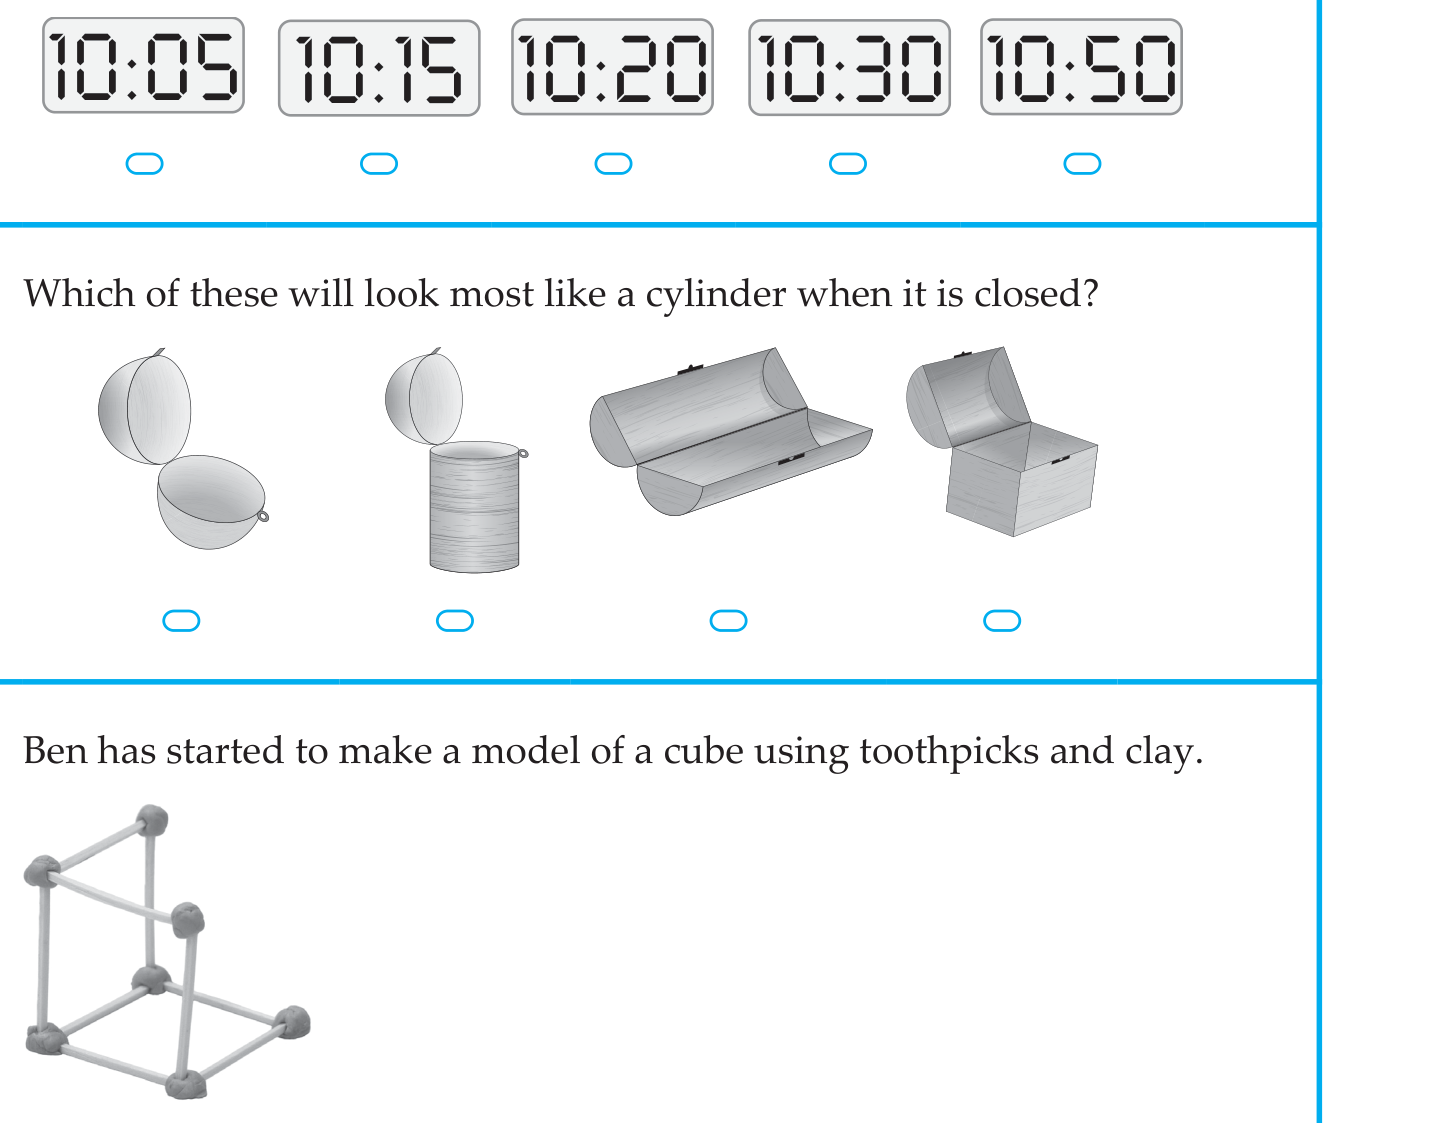 10:05 10:15 10:20 10:30 10:50
Which of these will look most like a cylinder when it is closed?
Ben has started to make a model of a cube using toothpicks and clay.